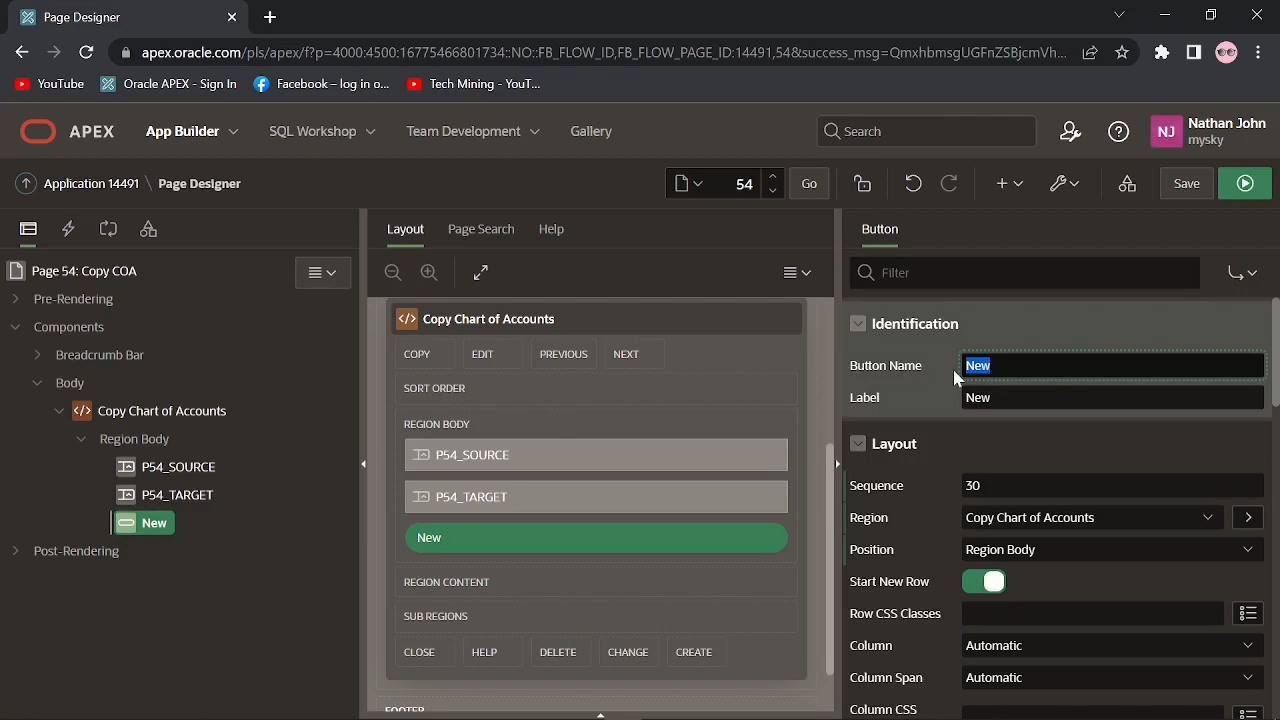 Page Designer
apex.oracle.com/pls/apex/f?p=4000:4500:16775466801734::NO::FB_FLOW_ID,FB_FLOW_PAGE_ID:14491,54&success_msg=QmxhbmsgUGFnZSBjcmVh...
YouTube Oracle APEX - Sign In Facebook – log in o... Tech Mining - YouT...
APEX App Builder SQL Workshop Team Development Gallery Search NJ Nathan John
mysky
Application 14491 \ Page Designer 54 Go Save
Layout Page Search Help Button
Page 54: Copy COA
Pre-Rendering
Components
Breadcrumb Bar
Body
Copy Chart of Accounts
Region Body
P54_SOURCE
P54_TARGET
New
Post-Rendering
Copy Chart of Accounts
COPY EDIT PREVIOUS NEXT
SORT ORDER
REGION BODY
P54_SOURCE
P54_TARGET
New
REGION CONTENT
SUB REGIONS
CLOSE HELP DELETE CHANGE CREATE
FOOTER
Filter
Identification
Button Name New
Label New
Layout
Sequence 30
Region Copy Chart of Accounts
Position Region Body
Start New Row
Row CSS Classes
Column Automatic
Column Span Automatic
Column CSS